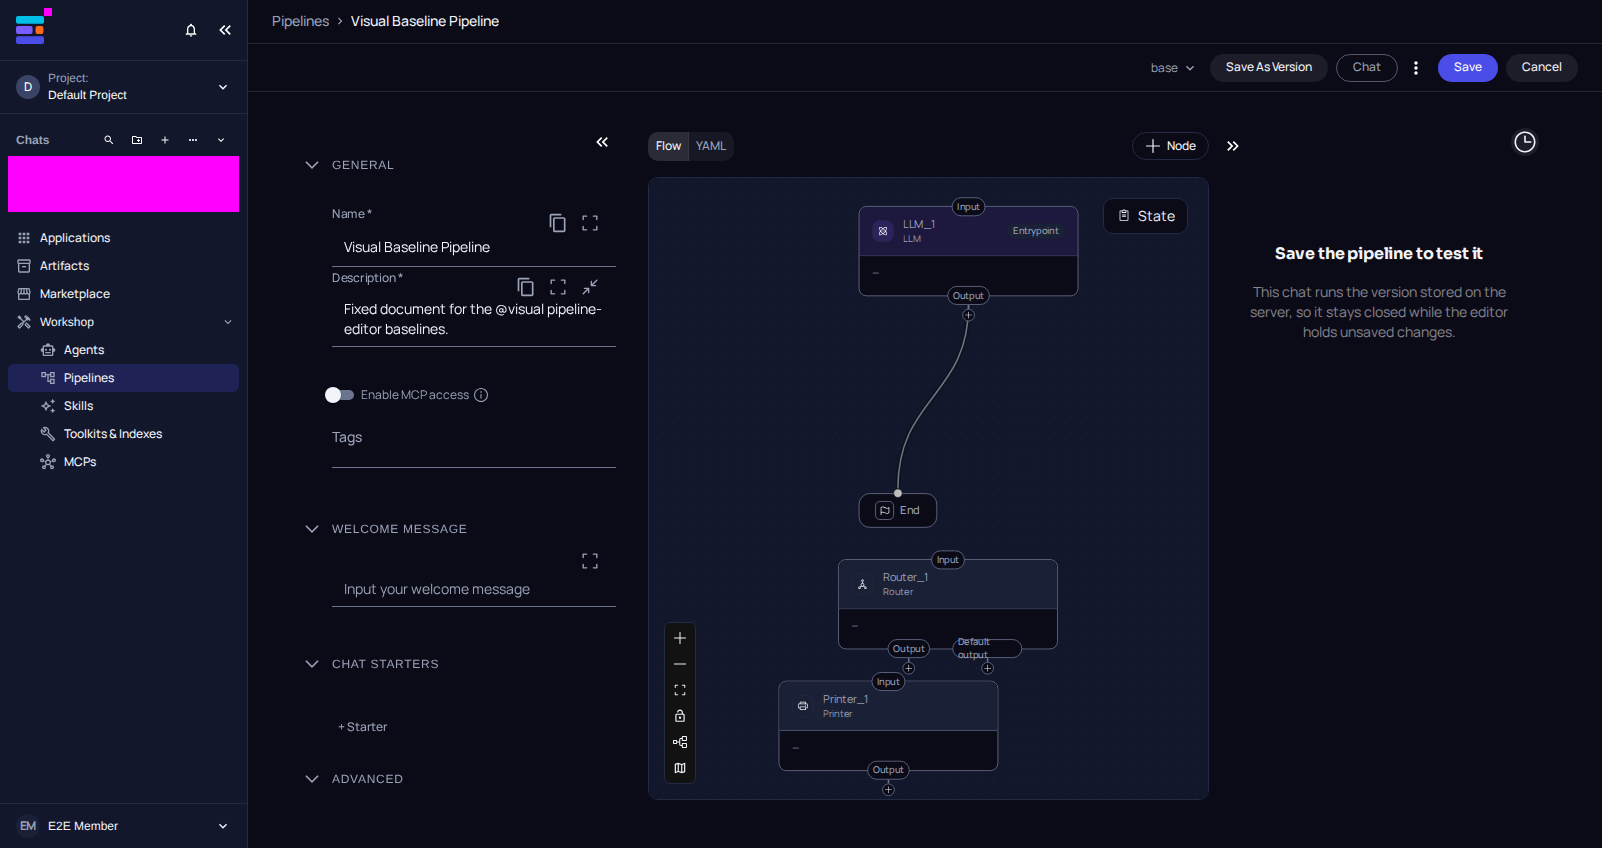 Pipelines › Visual Baseline Pipeline
Project:
Default Project
base
Save As Version
Chat
Save
Cancel
Chats
Applications
Artifacts
Marketplace
Workshop
Agents
Pipelines
Skills
Toolkits & Indexes
MCPs
EM
E2E Member
D
GENERAL
Name *
Visual Baseline Pipeline
Description *
Fixed document for the @visual pipeline-
editor baselines.
Enable MCP access
Tags
WELCOME MESSAGE
Input your welcome message
CHAT STARTERS
+ Starter
ADVANCED
Flow
YAML
Node
State
Input
LLM_1
LLM
Entrypoint
–
Output
End
Input
Router_1
Router
–
Output
Default
output
Input
Printer_1
Printer
–
Output
Save the pipeline to test it
This chat runs the version stored on the
server, so it stays closed while the editor
holds unsaved changes.